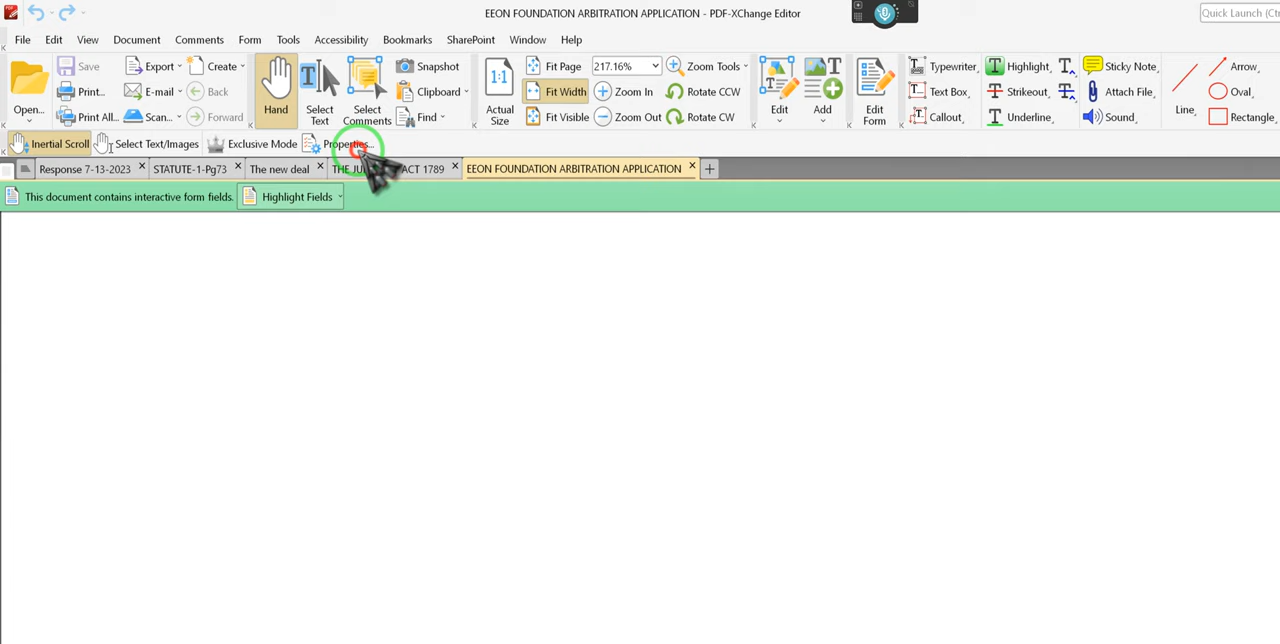 EEON FOUNDATION ARBITRATION APPLICATION - PDF-XChange Editor
Quick Launch (Ctr
File Edit View Document Comments Form Tools Accessibility Bookmarks SharePoint Window Help
Open... Save Export Create
Print... E-mail Back
Print All... Scan... Forward
Hand
Select Text
Select Comments
Snapshot
Clipboard
Find
Actual Size
Fit Page 217.16% Zoom Tools
Fit Width Zoom In Rotate CCW
Fit Visible Zoom Out Rotate CW
Edit
Add
Edit Form
Typewriter Highlight Sticky Note Arrow
Text Box Strikeout Attach File Oval
Callout Underline Sound Line Rectangle
Inertial Scroll Select Text/Images Exclusive Mode Properties...
Response 7-13-2023 STATUTE-1-Pg73 The new deal THE ACT 1789 EEON FOUNDATION ARBITRATION APPLICATION
This document contains interactive form fields. Highlight Fields